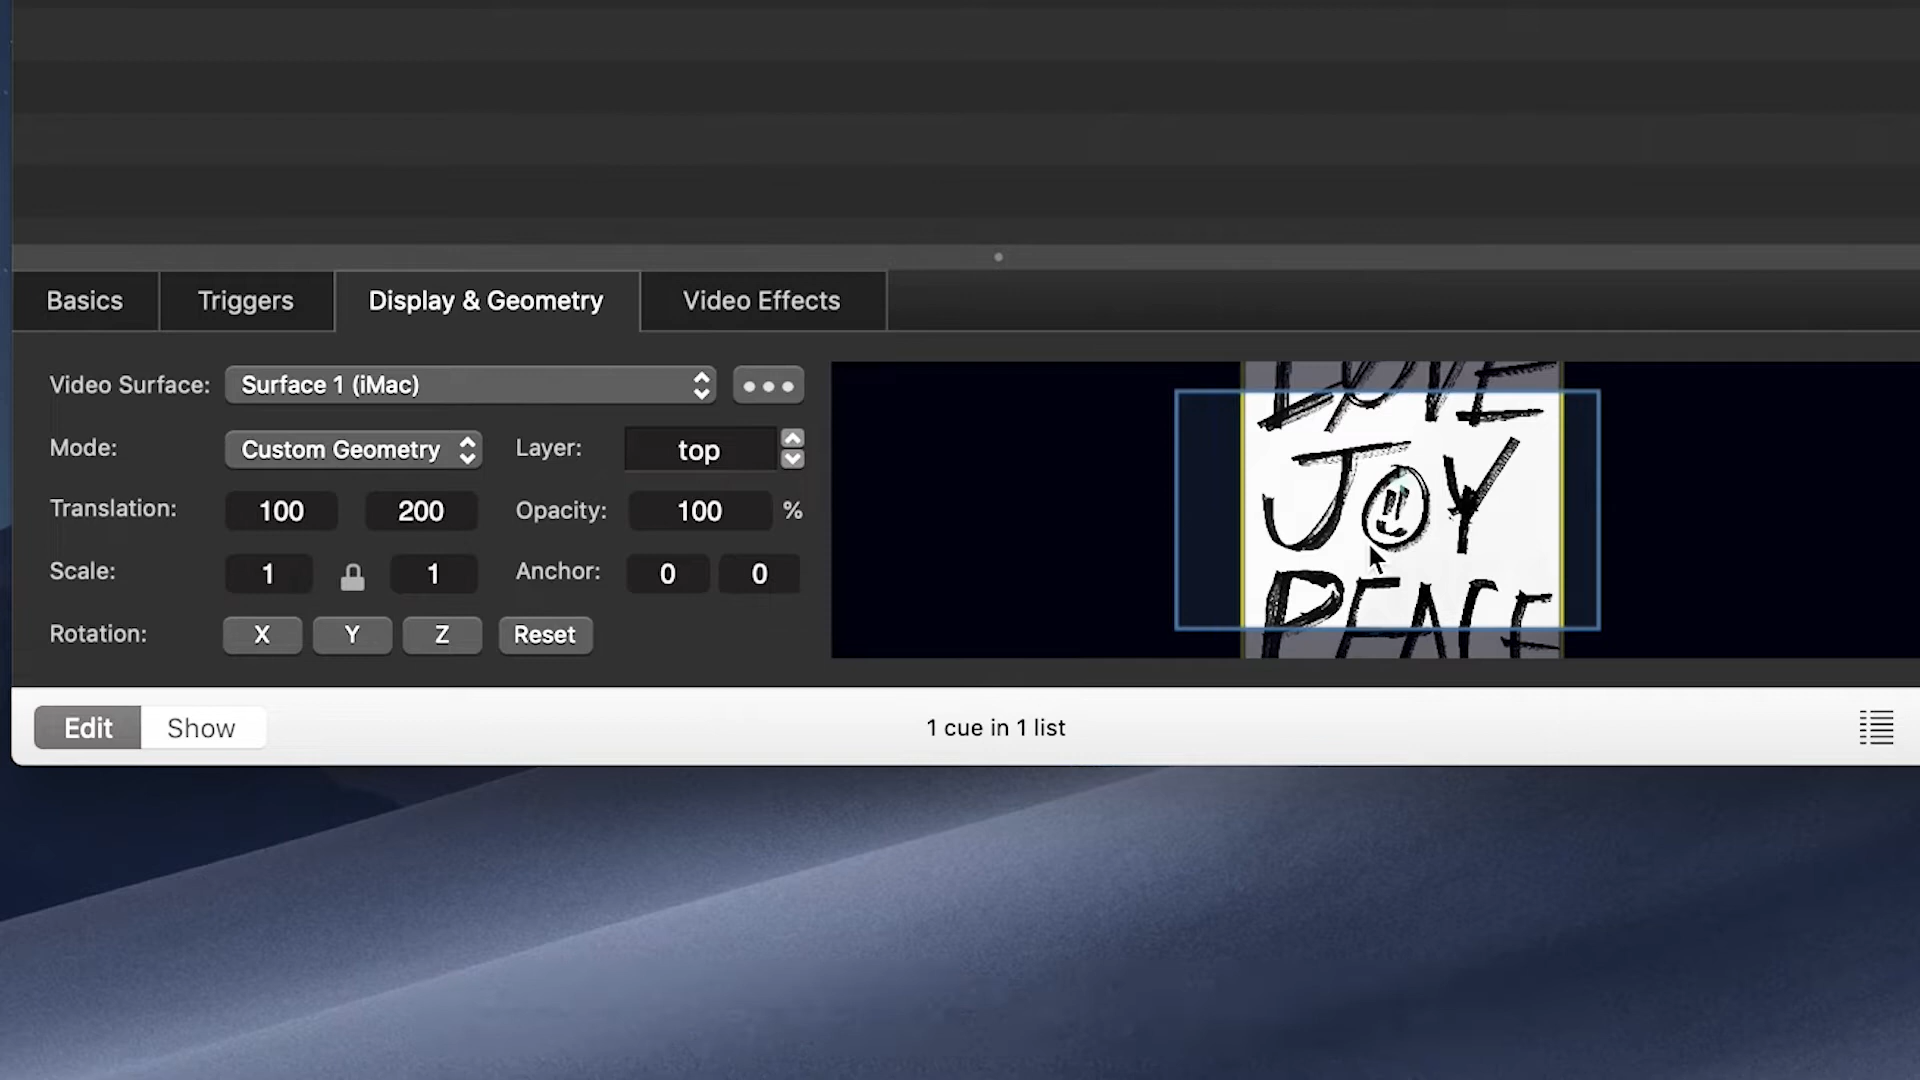 Basics Triggers Display & Geometry Video Effects
Video Surface: Surface 1 (iMac)
Mode: Custom Geometry Layer: top
Translation: 100 200 Opacity: 100 %
Scale: 1 1 Anchor: 0 0
Rotation: X Y Z Reset
LOVE
JOY
PEACE
Edit Show 1 cue in 1 list